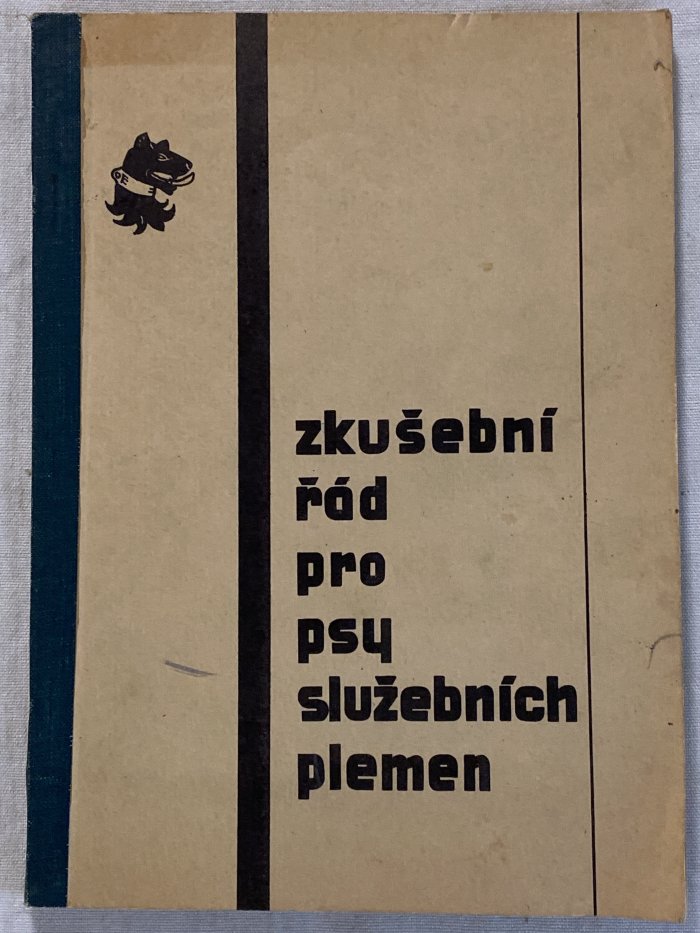 zkušební
řád
pro
psy
služebních
plemen